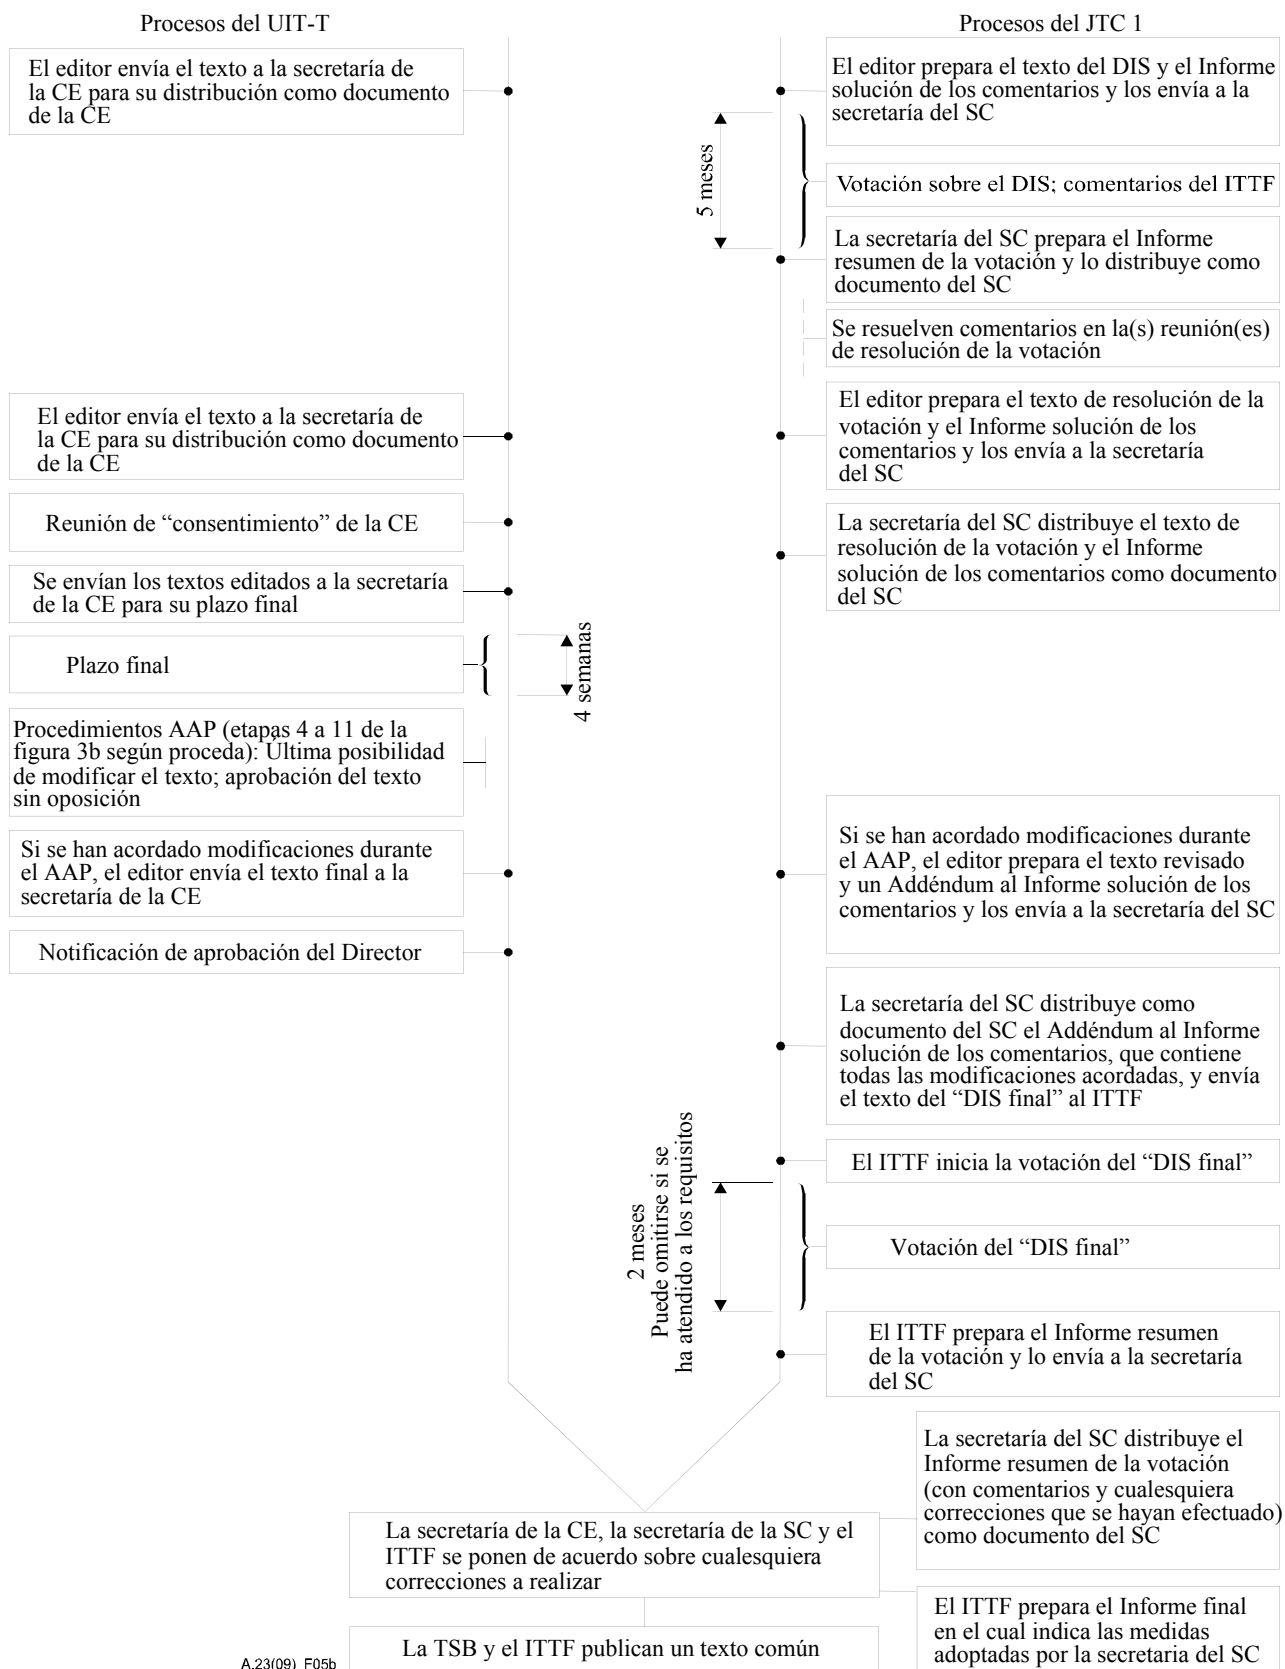 Procesos del UIT-T
Procesos del JTC 1
El editor envía el texto a la secretaría de
la CE para su distribución como documento
de la CE
El editor prepara el texto del DIS y el Informe
solución de los comentarios y los envía a la
secretaría del SC
5 meses
Votación sobre el DIS; comentarios del ITTF
La secretaría del SC prepara el Informe
resumen de la votación y lo distribuye como
documento del SC
Se resuelven comentarios en la(s) reunión(es)
de resolución de la votación
El editor envía el texto a la secretaría de
la CE para su distribución como documento
de la CE
El editor prepara el texto de resolución de la
votación y el Informe solución de los
comentarios y los envía a la secretaría
del SC
Reunión de “consentimiento” de la CE
La secretaría del SC distribuye el texto de
resolución de la votación y el Informe
solución de los comentarios como documento
del SC
Se envían los textos editados a la secretaría
de la CE para su plazo final
Plazo final
4 semanas
Procedimientos AAP (etapas 4 a 11 de la
figura 3b según proceda): Última posibilidad
de modificar el texto; aprobación del texto
sin oposición
Si se han acordado modificaciones durante
el AAP, el editor envía el texto final a la
secretaría de la CE
Si se han acordado modificaciones durante
el AAP, el editor prepara el texto revisado
y un Addéndum al Informe solución de los
comentarios y los envía a la secretaría del SC
Notificación de aprobación del Director
La secretaría del SC distribuye como
documento del SC el Addéndum al Informe
solución de los comentarios, que contiene
todas las modificaciones acordadas, y envía
el texto del “DIS final” al ITTF
El ITTF inicia la votación del “DIS final”
2 meses
Puede omitirse si se
ha atendido a los requisitos
Votación del “DIS final”
El ITTF prepara el Informe resumen
de la votación y lo envía a la secretaría
del SC
La secretaría del SC distribuye el
Informe resumen de la votación
(con comentarios y cualesquiera
correcciones que se hayan efectuado)
como documento del SC
La secretaría de la CE, la secretaría de la SC y el
ITTF se ponen de acuerdo sobre cualesquiera
correcciones a realizar
El ITTF prepara el Informe final
en el cual indica las medidas
adoptadas por la secretaria del SC
La TSB y el ITTF publican un texto común
A.23(09)_F05b